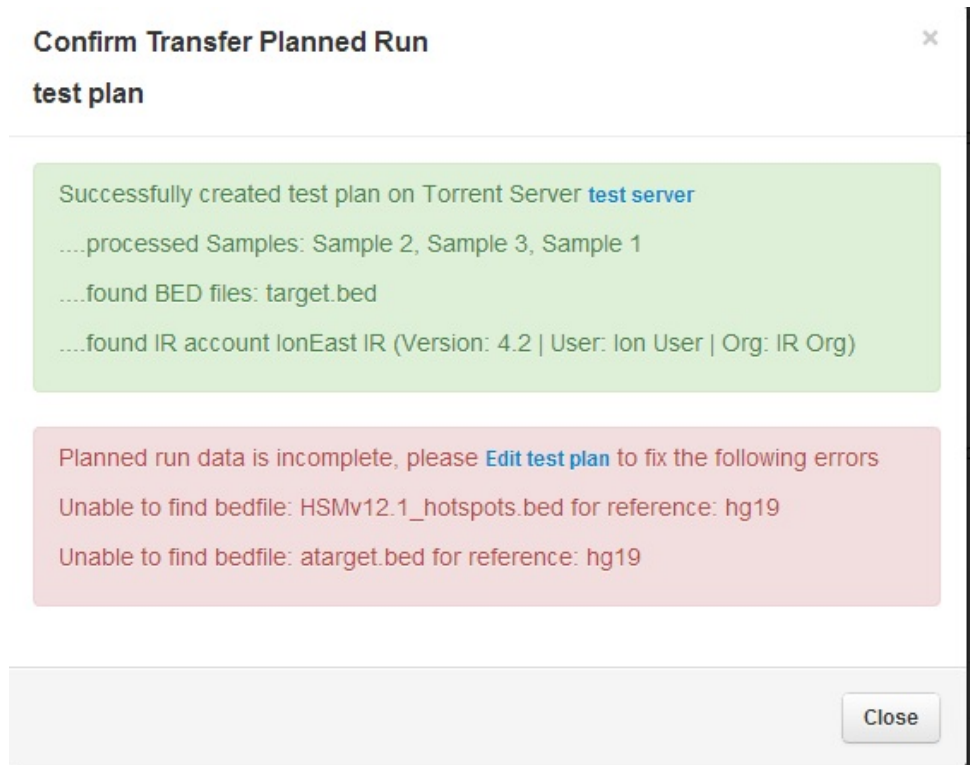 Confirm Transfer Planned Run
×
test plan
Successfully created test plan on Torrent Server test server
....processed Samples: Sample 2, Sample 3, Sample 1
....found BED files: target.bed
....found IR account IonEast IR (Version: 4.2 | User: Ion User | Org: IR Org)
Planned run data is incomplete, please Edit test plan to fix the following errors
Unable to find bedfile: HSMv12.1_hotspots.bed for reference: hg19
Unable to find bedfile: atarget.bed for reference: hg19
Close